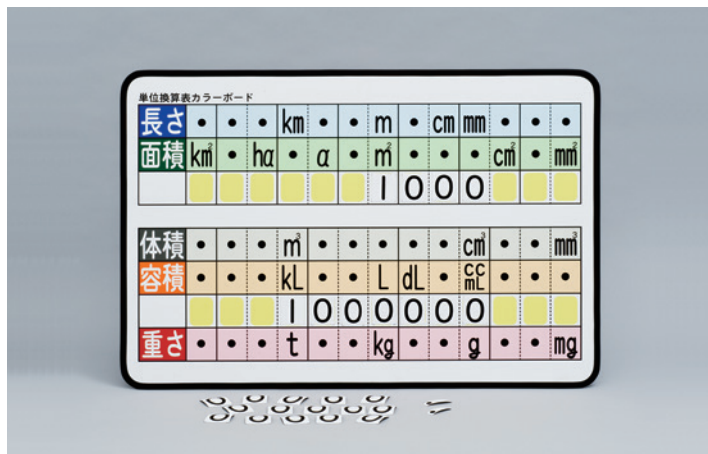 単位換算表カラーボード
長さ ・ ・ ・ km ・ ・ m ・ cm mm ・ ・ ・
面積 km² ・ ha ・ a ・ m² ・ ・ ・ cm² ・ mm²
1 0 0 0
体積 ・ ・ ・ m³ ・ ・ ・ ・ ・ cm³ ・ ・ mm³
容積 ・ ・ ・ kL ・ ・ L dL ・ cc mL ・ ・ ・
1 0 0 0 0 0 0
重さ ・ ・ ・ t ・ ・ kg ・ ・ g ・ ・ mg